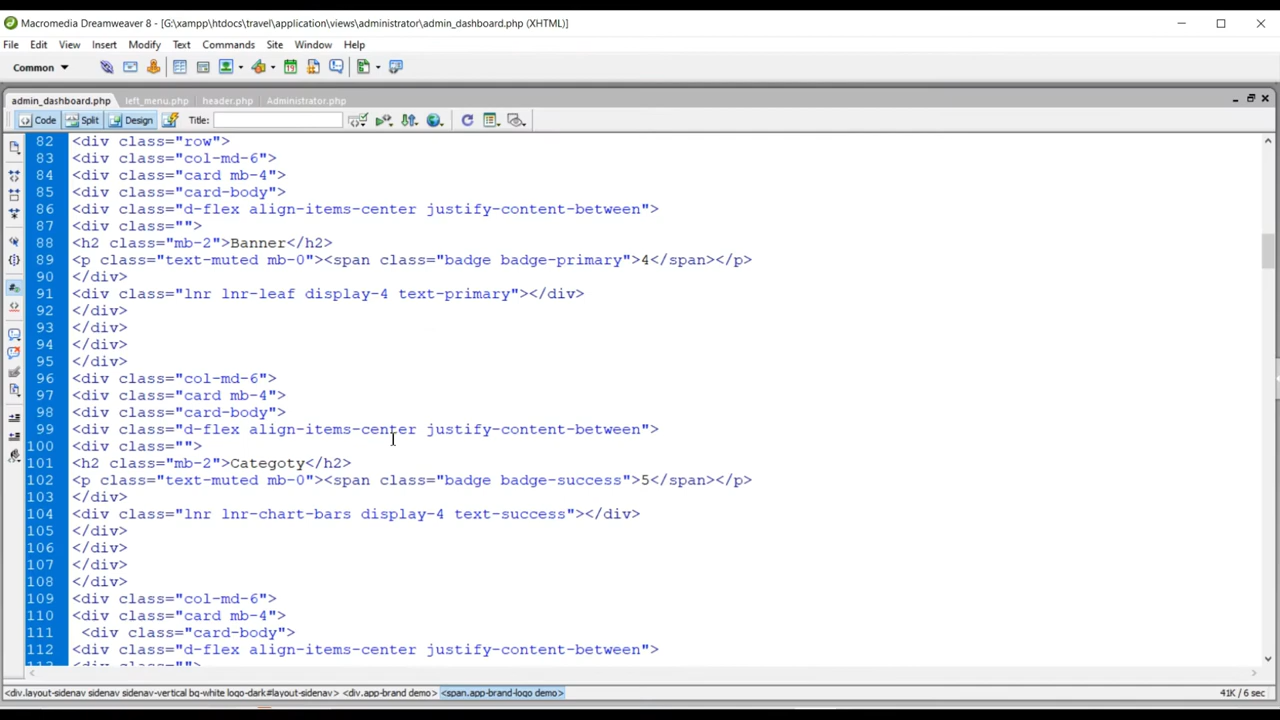 Macromedia Dreamweaver 8 - [G:\xampp\htdocs\travel\application\views\administrator\admin_dashboard.php (XHTML)]
File Edit View Insert Modify Text Commands Site Window Help
Common
admin_dashboard.php left_menu.php header.php Administrator.php
Code Split Design Title:
82 <div class="row">
83 <div class="col-md-6">
84 <div class="card mb-4">
85 <div class="card-body">
86 <div class="d-flex align-items-center justify-content-between">
87 <div class="">
88 <h2 class="mb-2">Banner</h2>
89 <p class="text-muted mb-0"><span class="badge badge-primary">4</span></p>
90 </div>
91 <div class="lnr lnr-leaf display-4 text-primary"></div>
92 </div>
93 </div>
94 </div>
95 </div>
96 <div class="col-md-6">
97 <div class="card mb-4">
98 <div class="card-body">
99 <div class="d-flex align-items-center justify-content-between">
100 <div class="">
101 <h2 class="mb-2">Categoty</h2>
102 <p class="text-muted mb-0"><span class="badge badge-success">5</span></p>
103 </div>
104 <div class="lnr lnr-chart-bars display-4 text-success"></div>
105 </div>
106 </div>
107 </div>
108 </div>
109 <div class="col-md-6">
110 <div class="card mb-4">
111 <div class="card-body">
112 <div class="d-flex align-items-center justify-content-between">
113 <div class="">
<div.layout-sidenav sidenav sidenav-vertical bg-white logo-dark#layout-sidenav> <div.app-brand demo> <span.app-brand-logo demo> 41K / 6 sec